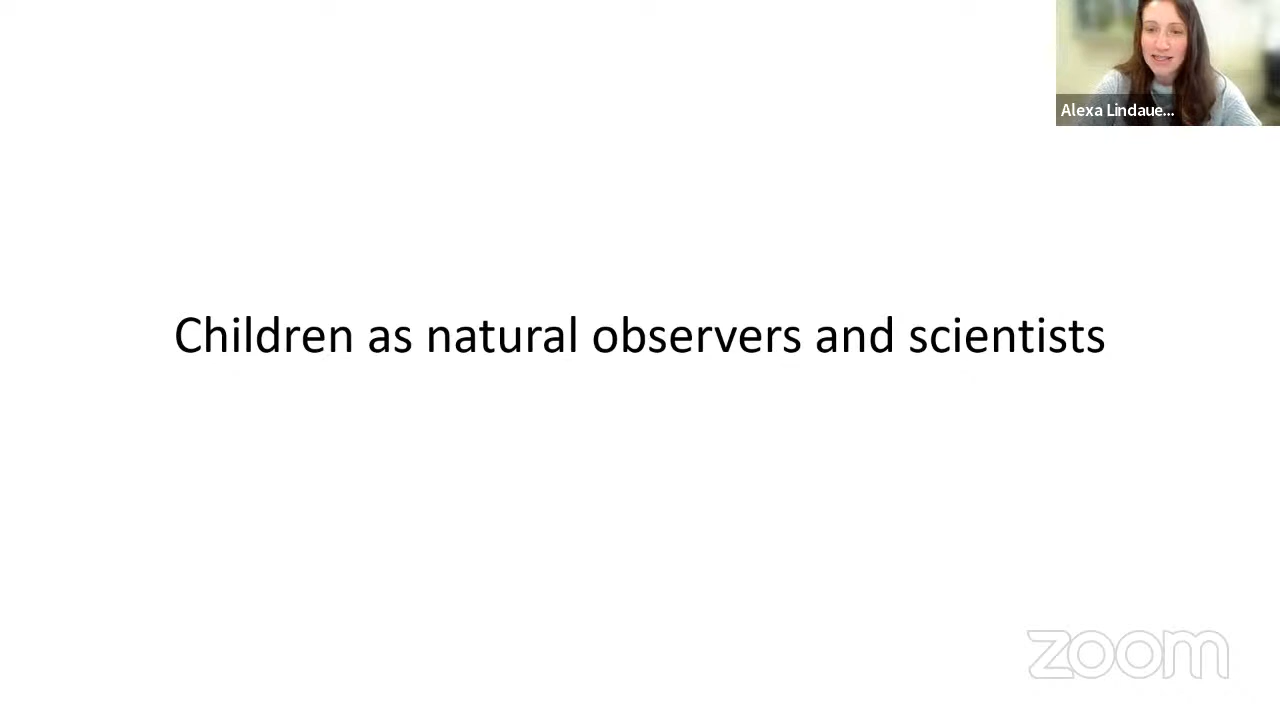 Alexa Lindaue...
Children as natural observers and scientists
zoom